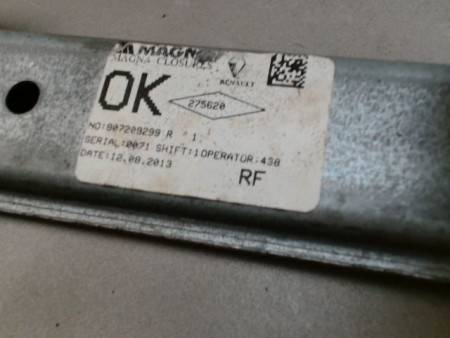 MAGNA
MAGNA CLOSURES
RENAULT
OK
275620
NO:807209299 R 1
SERIAL:0071 SHIFT:1 OPERATOR:438
DATE:12.08.2013
RF